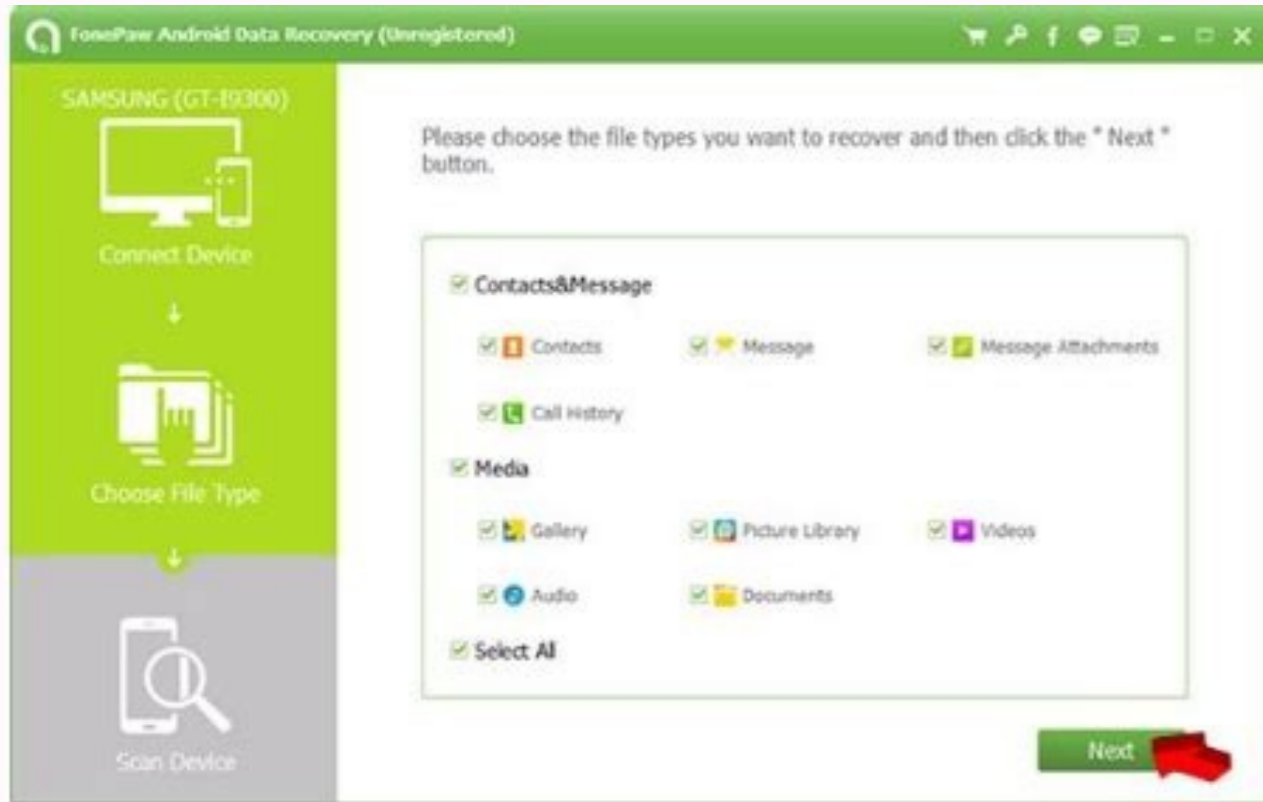 FonePaw Android Data Recovery (Unregistered)
SAMSUNG (GT-I9300)
Connect Device
Choose File Type
Scan Device
Please choose the file types you want to recover and then click the " Next "
button.
Contacts&Message
Contacts Message Message Attachments
Call History
Media
Gallery Picture Library Videos
Audio Documents
Select All
Next